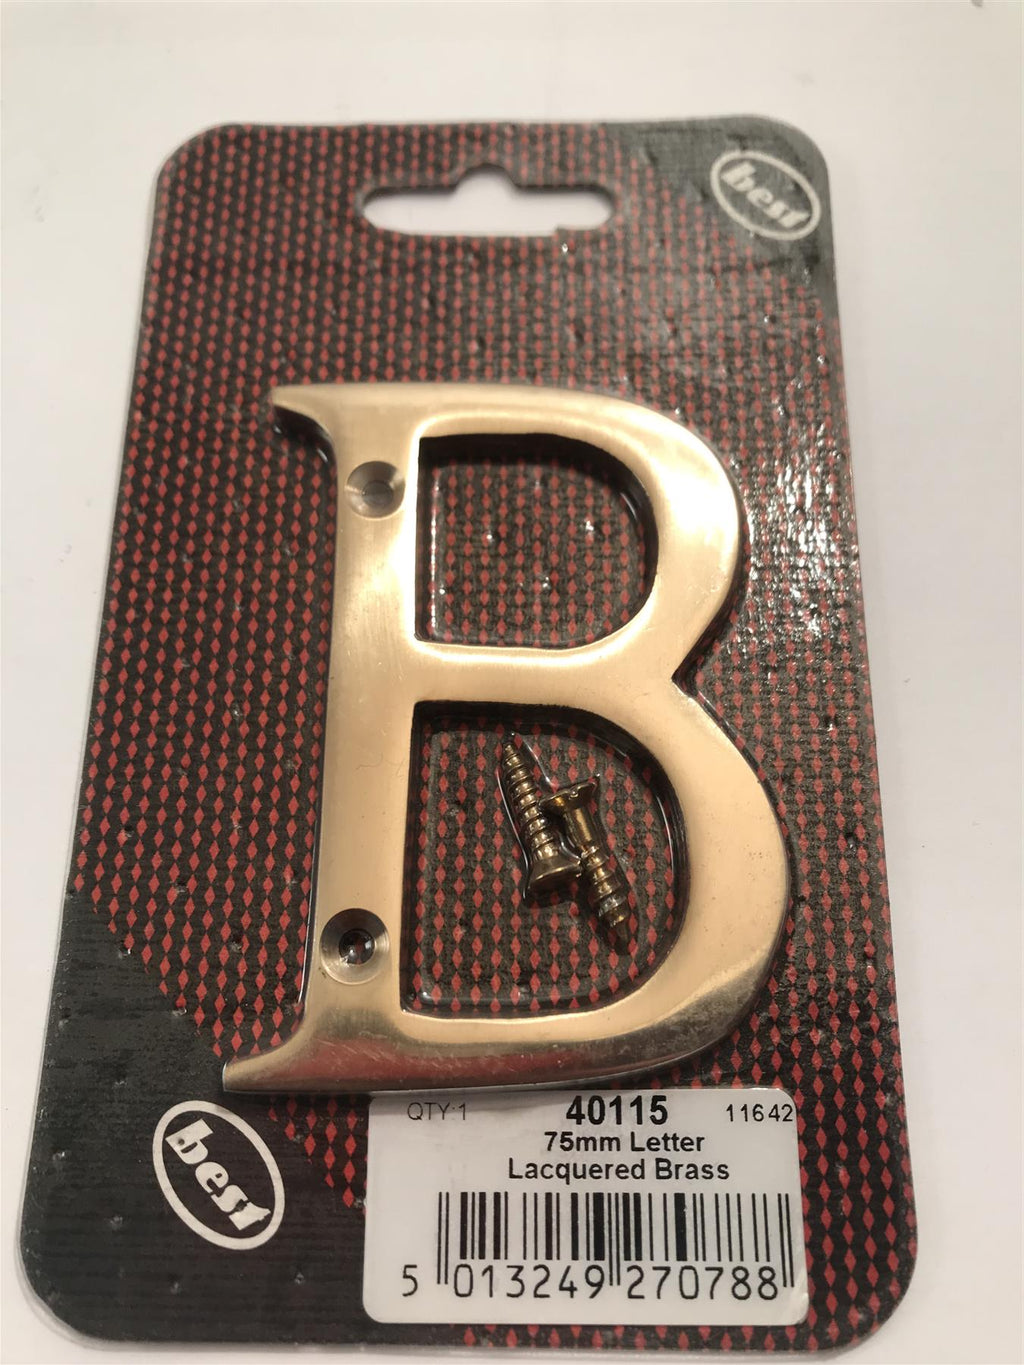 best
B
QTY:1 40115 11642
75mm Letter
Lacquered Brass
5 013249 270788
best